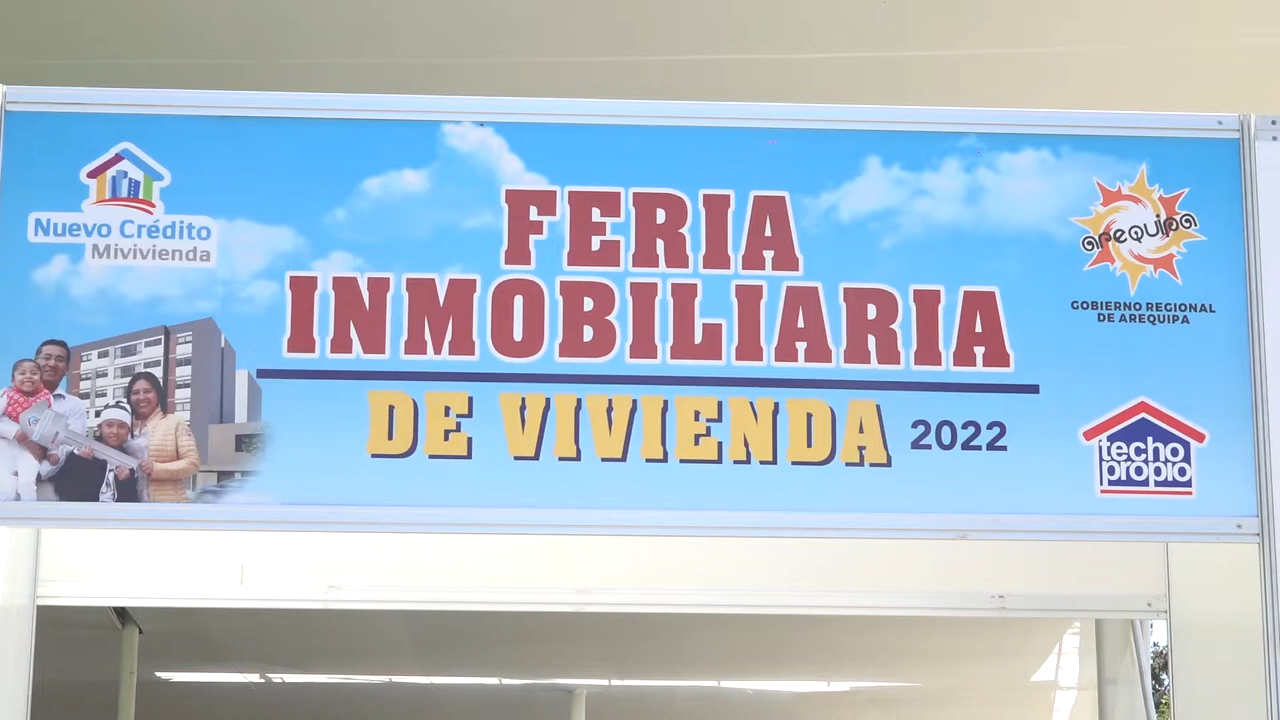 Nuevo Crédito
Mivivienda
FERIA
INMOBILIARIA
DE VIVIENDA 2022
arequipa
GOBIERNO REGIONAL
DE AREQUIPA
techo
propio